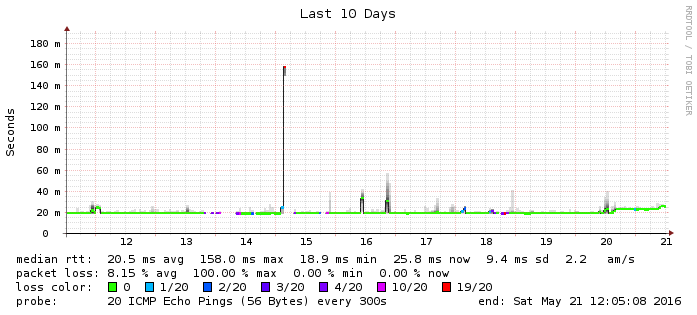 Last 10 Days
RRDTOOL / TOBI OETIKER
Seconds
180 m
160 m
140 m
120 m
100 m
80 m
60 m
40 m
20 m
0
12 13 14 15 16 17 18 19 20 21
median rtt: 20.5 ms avg 158.0 ms max 18.9 ms min 25.8 ms now 9.4 ms sd 2.2 am/s
packet loss: 8.15 % avg 100.00 % max 0.00 % min 0.00 % now
loss color: 0 1/20 2/20 3/20 4/20 10/20 19/20
probe: 20 ICMP Echo Pings (56 Bytes) every 300s end: Sat May 21 12:05:08 2016